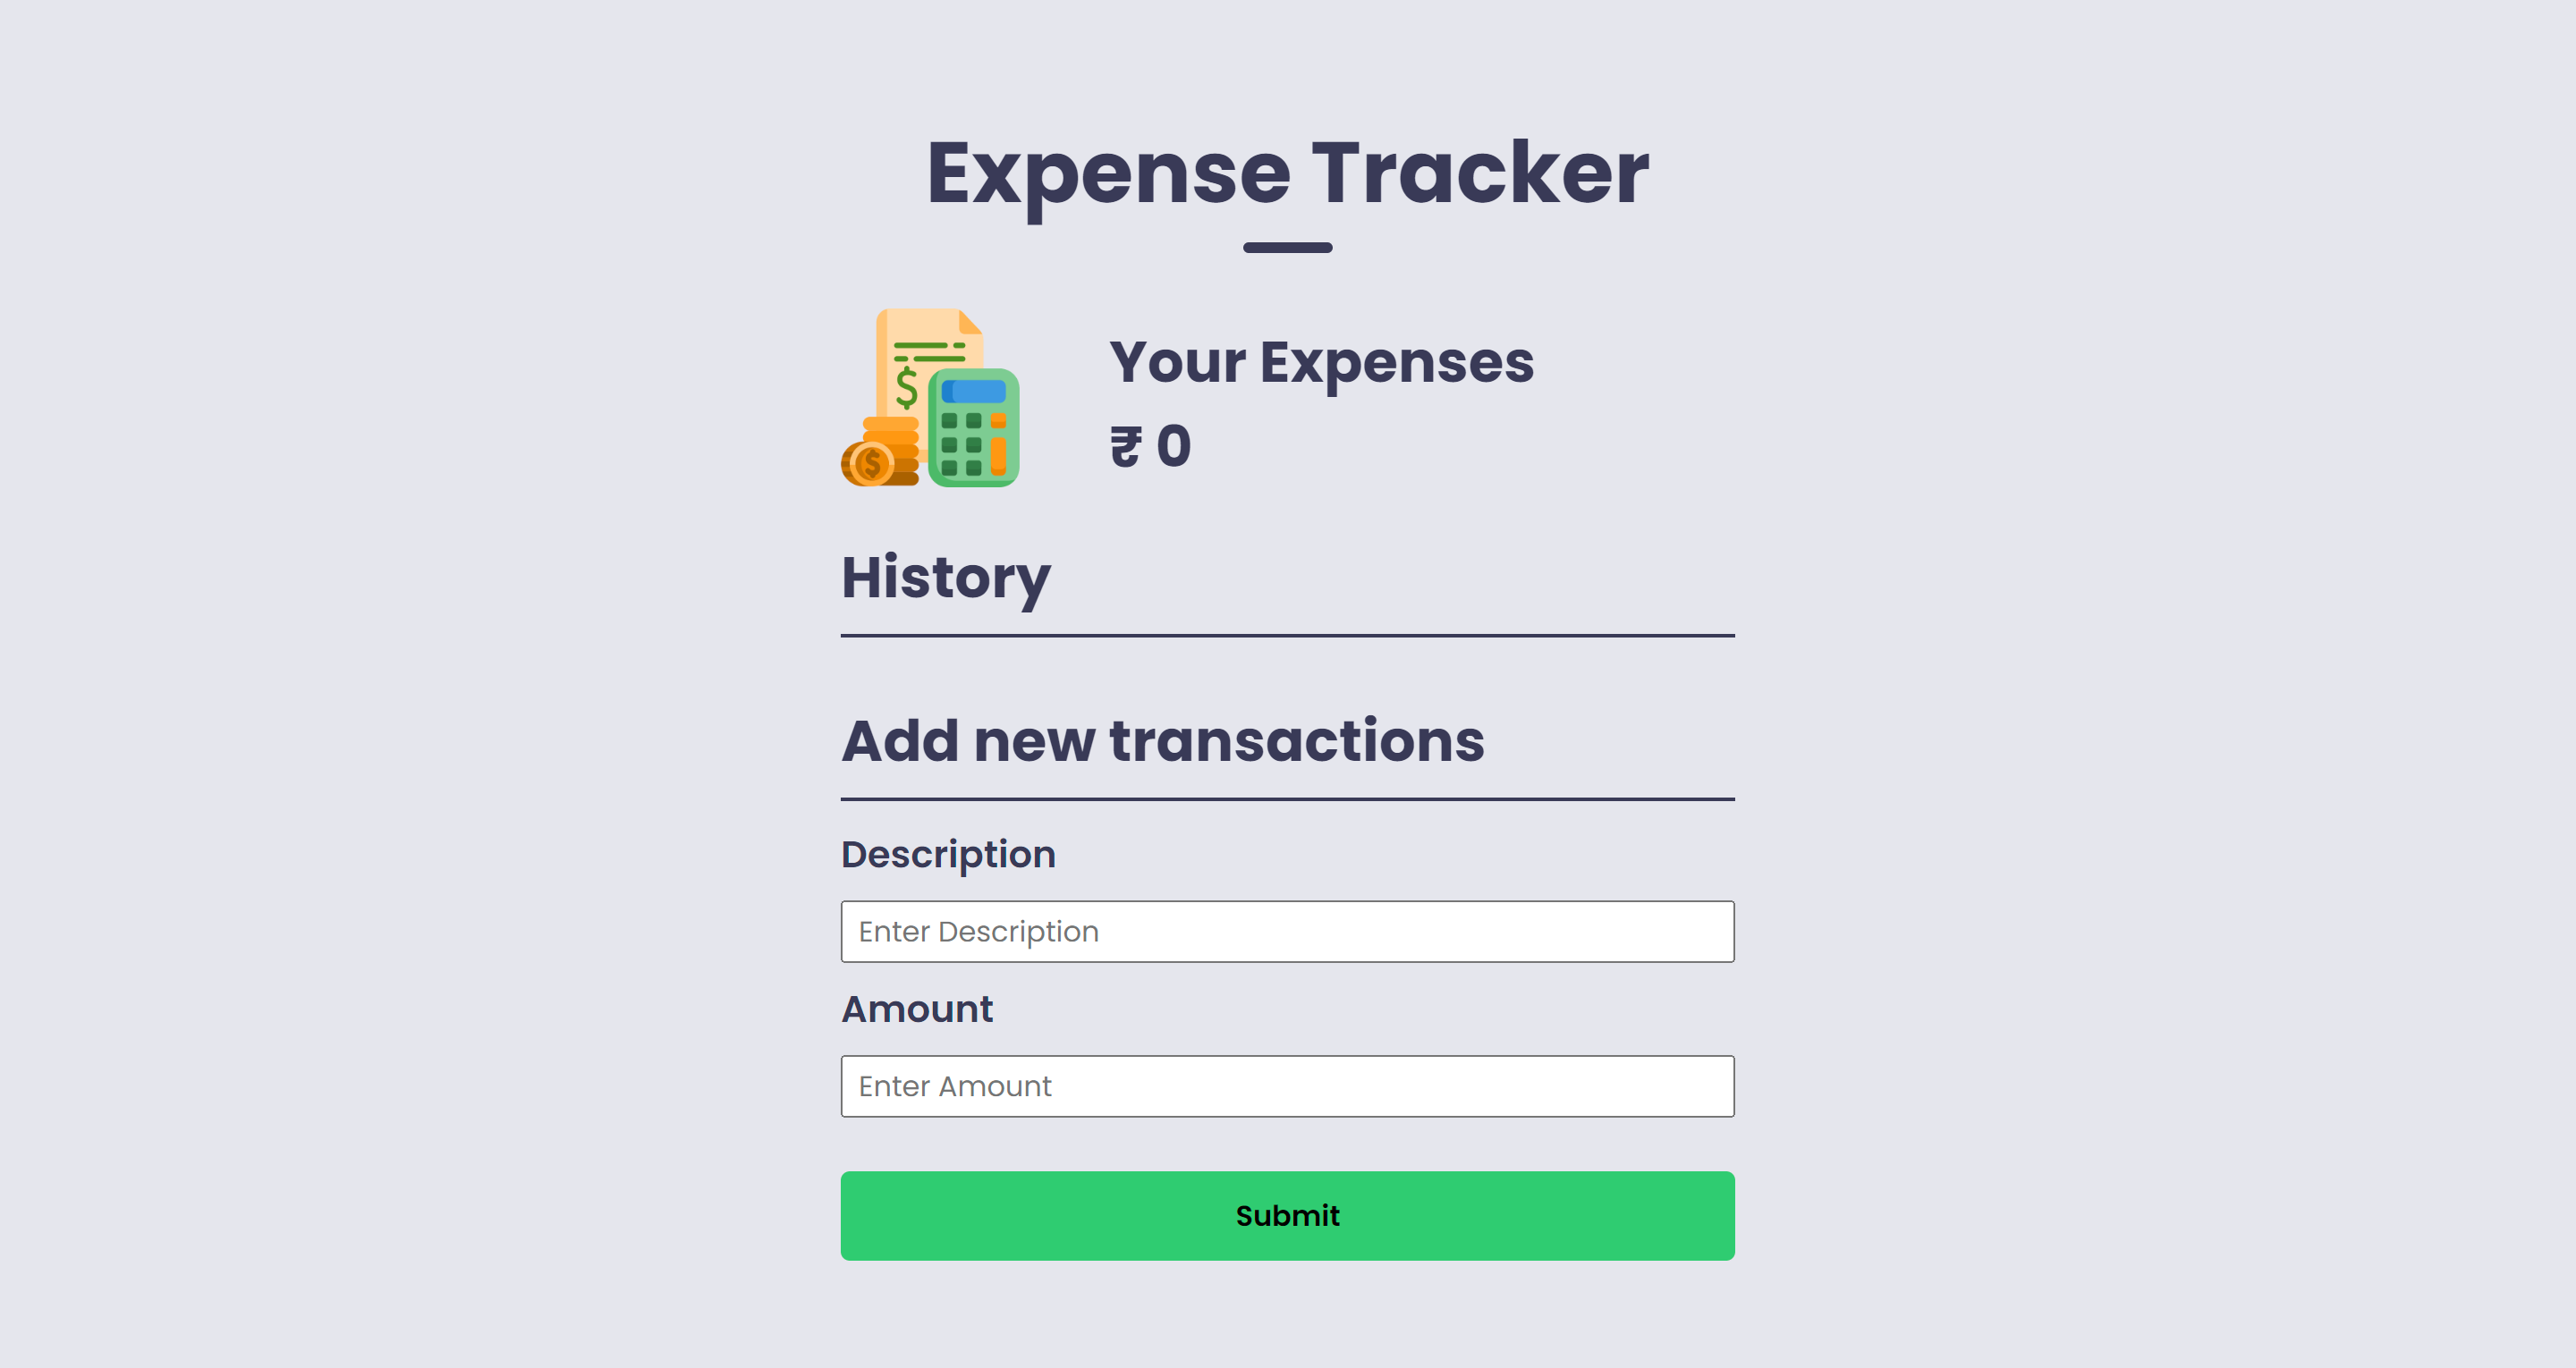 Expense Tracker
$
$
Your Expenses
₹ 0
History
Add new transactions
Description
Enter Description
Amount
Enter Amount
Submit